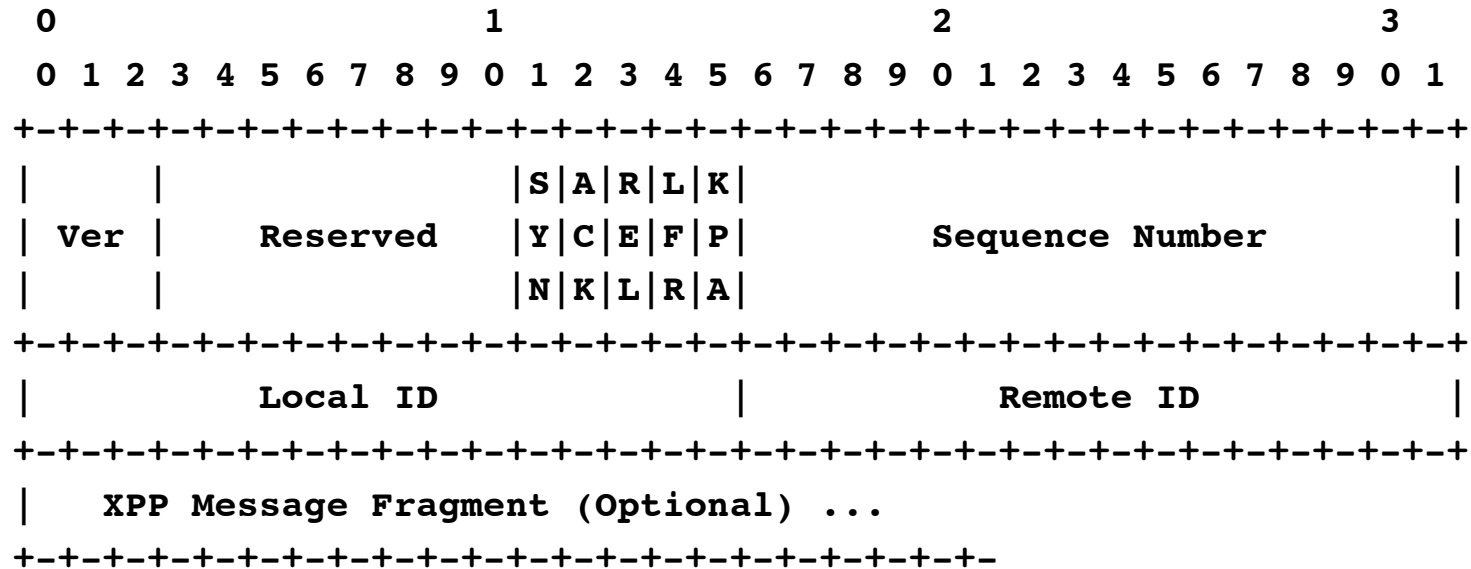 0                   1                   2                   3
 0 1 2 3 4 5 6 7 8 9 0 1 2 3 4 5 6 7 8 9 0 1 2 3 4 5 6 7 8 9 0 1
+-+-+-+-+-+-+-+-+-+-+-+-+-+-+-+-+-+-+-+-+-+-+-+-+-+-+-+-+-+-+-+-+
|     |               |S|A|R|L|K|                               |
| Ver |    Reserved   |Y|C|E|F|P|        Sequence Number        |
|     |               |N|K|L|R|A|                               |
+-+-+-+-+-+-+-+-+-+-+-+-+-+-+-+-+-+-+-+-+-+-+-+-+-+-+-+-+-+-+-+-+
|          Local ID             |           Remote ID           |
+-+-+-+-+-+-+-+-+-+-+-+-+-+-+-+-+-+-+-+-+-+-+-+-+-+-+-+-+-+-+-+-+
|   XPP Message Fragment (Optional) ...
+-+-+-+-+-+-+-+-+-+-+-+-+-+-+-+-+-+-+-+-+-+-